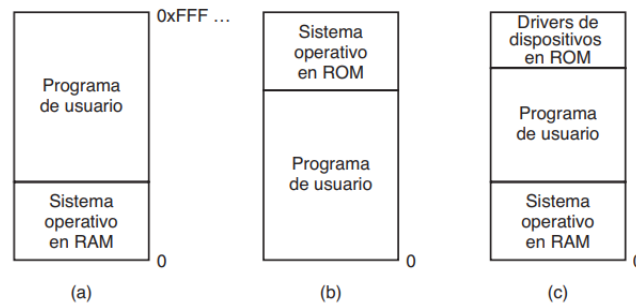 0xFFF ...
Programa
de usuario
Sistema
operativo
en RAM
0
(a)
Sistema
operativo
en ROM
Programa
de usuario
0
(b)
Drivers de
dispositivos
en ROM
Programa
de usuario
Sistema
operativo
en RAM
0
(c)